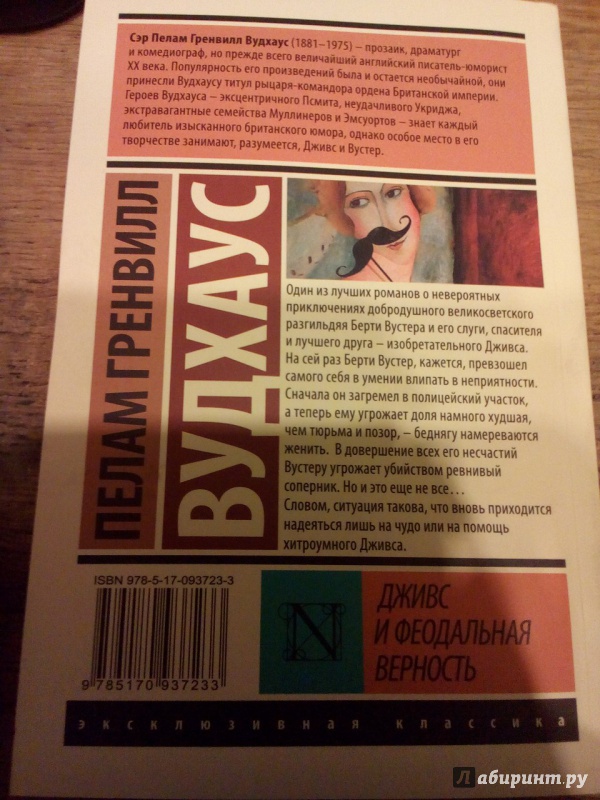 Сэр Пелам Гренвилл Вудхаус (1881–1975) – прозаик, драматург
и комедиограф, но прежде всего величайший английский писатель-юморист
XX века. Популярность его произведений была и остается необычайной, они
принесли Вудхаусу титул рыцаря-командора ордена Британской империи.
Героев Вудхауса – эксцентричного Псмита, неудачливого Укриджа,
экстравагантные семейства Муллинеров и Эмсуортов – знает каждый
любитель изысканного британского юмора, однако особое место в его
творчестве занимают, разумеется, Дживс и Вустер.
ПЕЛАМ ГРЕНВИЛЛ
ВУДХАУС
Один из лучших романов о невероятных
приключениях добродушного великосветского
разгильдяя Берти Вустера и его слуги, спасителя
и лучшего друга – изобретательного Дживса.
На сей раз Берти Вустер, кажется, превзошел
самого себя в умении влипать в неприятности.
Сначала он загремел в полицейский участок,
а теперь ему угрожает доля намного худшая,
чем тюрьма и позор, – беднягу намереваются
женить. В довершение всех его несчастий
Вустеру угрожает убийством ревнивый
соперник. Но и это еще не все...
Словом, ситуация такова, что вновь приходится
надеяться лишь на чудо или на помощь
хитроумного Дживса.
ISBN 978-5-17-093723-3
9 785170 937233
N
ДЖИВС
И ФЕОДАЛЬНАЯ
ВЕРНОСТЬ
эксклюзивная классика
Лабиринт.ру